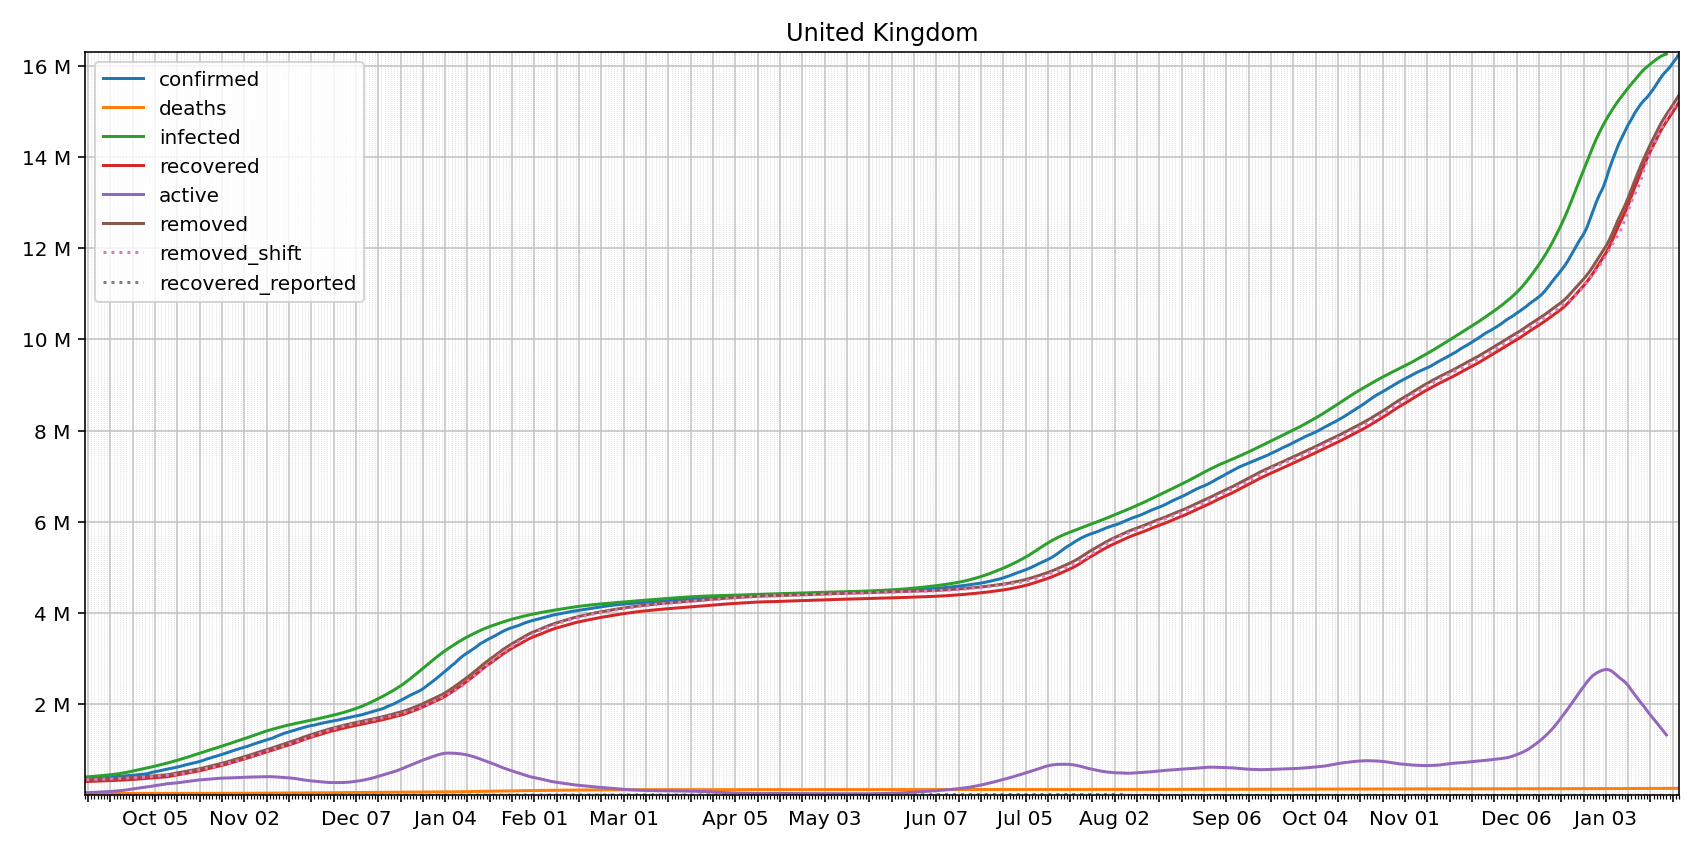 United Kingdom
16 M
14 M
12 M
10 M
8 M
6 M
4 M
2 M
confirmed
deaths
infected
recovered
active
removed
removed_shift
recovered_reported
Oct 05 Nov 02 Dec 07 Jan 04 Feb 01 Mar 01 Apr 05 May 03 Jun 07 Jul 05 Aug 02 Sep 06 Oct 04 Nov 01 Dec 06 Jan 03